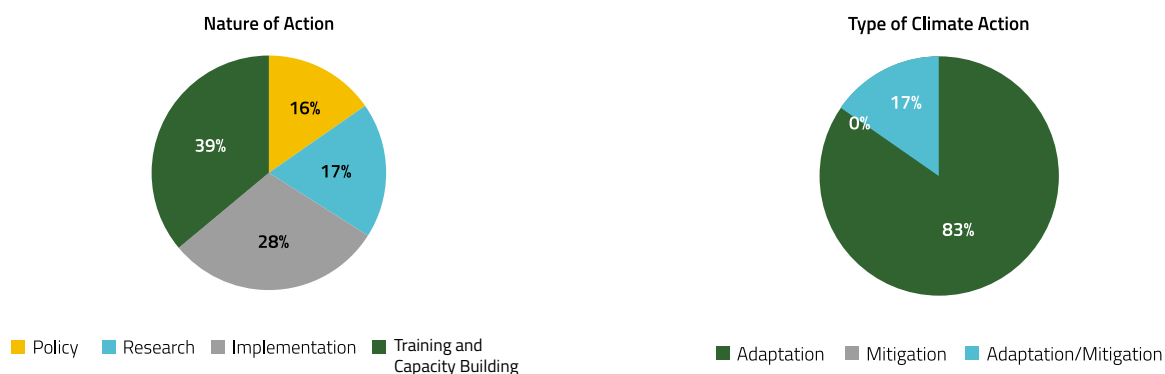 Nature of Action
16%
17%
28%
39%
Policy
Research
Implementation
Training and
Capacity Building
Type of Climate Action
17%
0%
83%
Adaptation
Mitigation
Adaptation/Mitigation